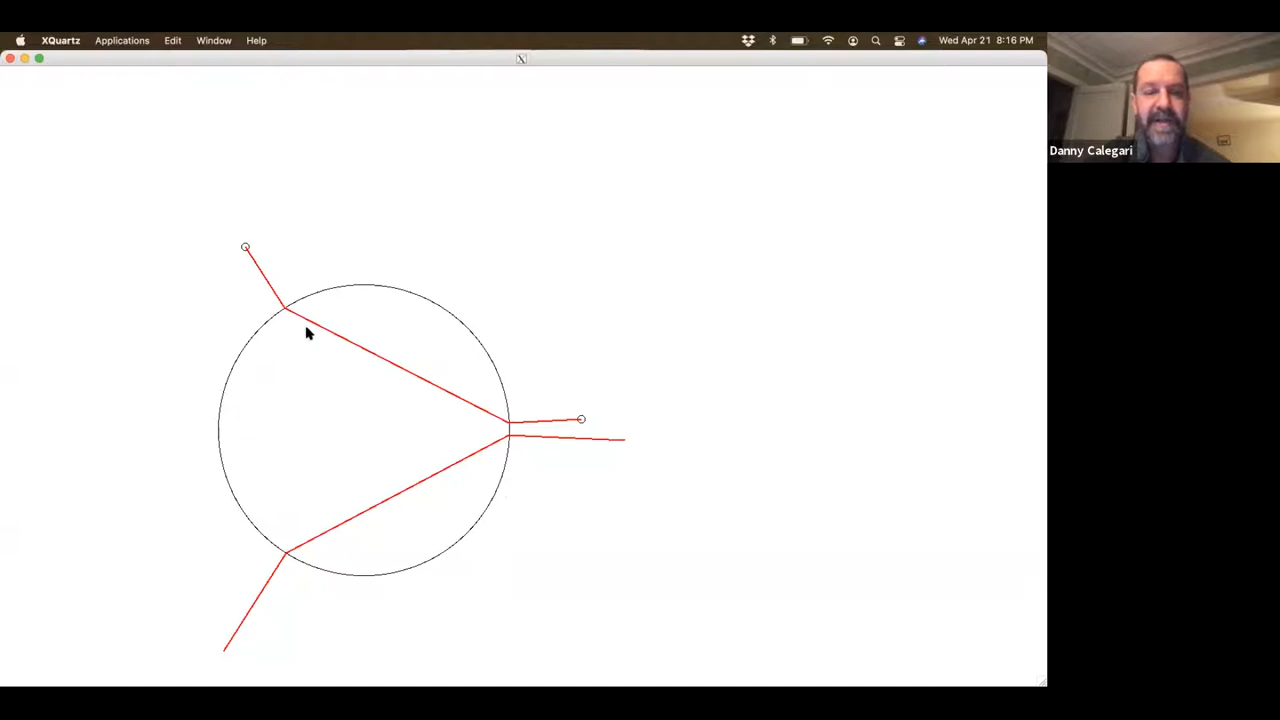 XQuartz Applications Edit Window Help Wed Apr 21 8:16 PM
X
Danny Calegari